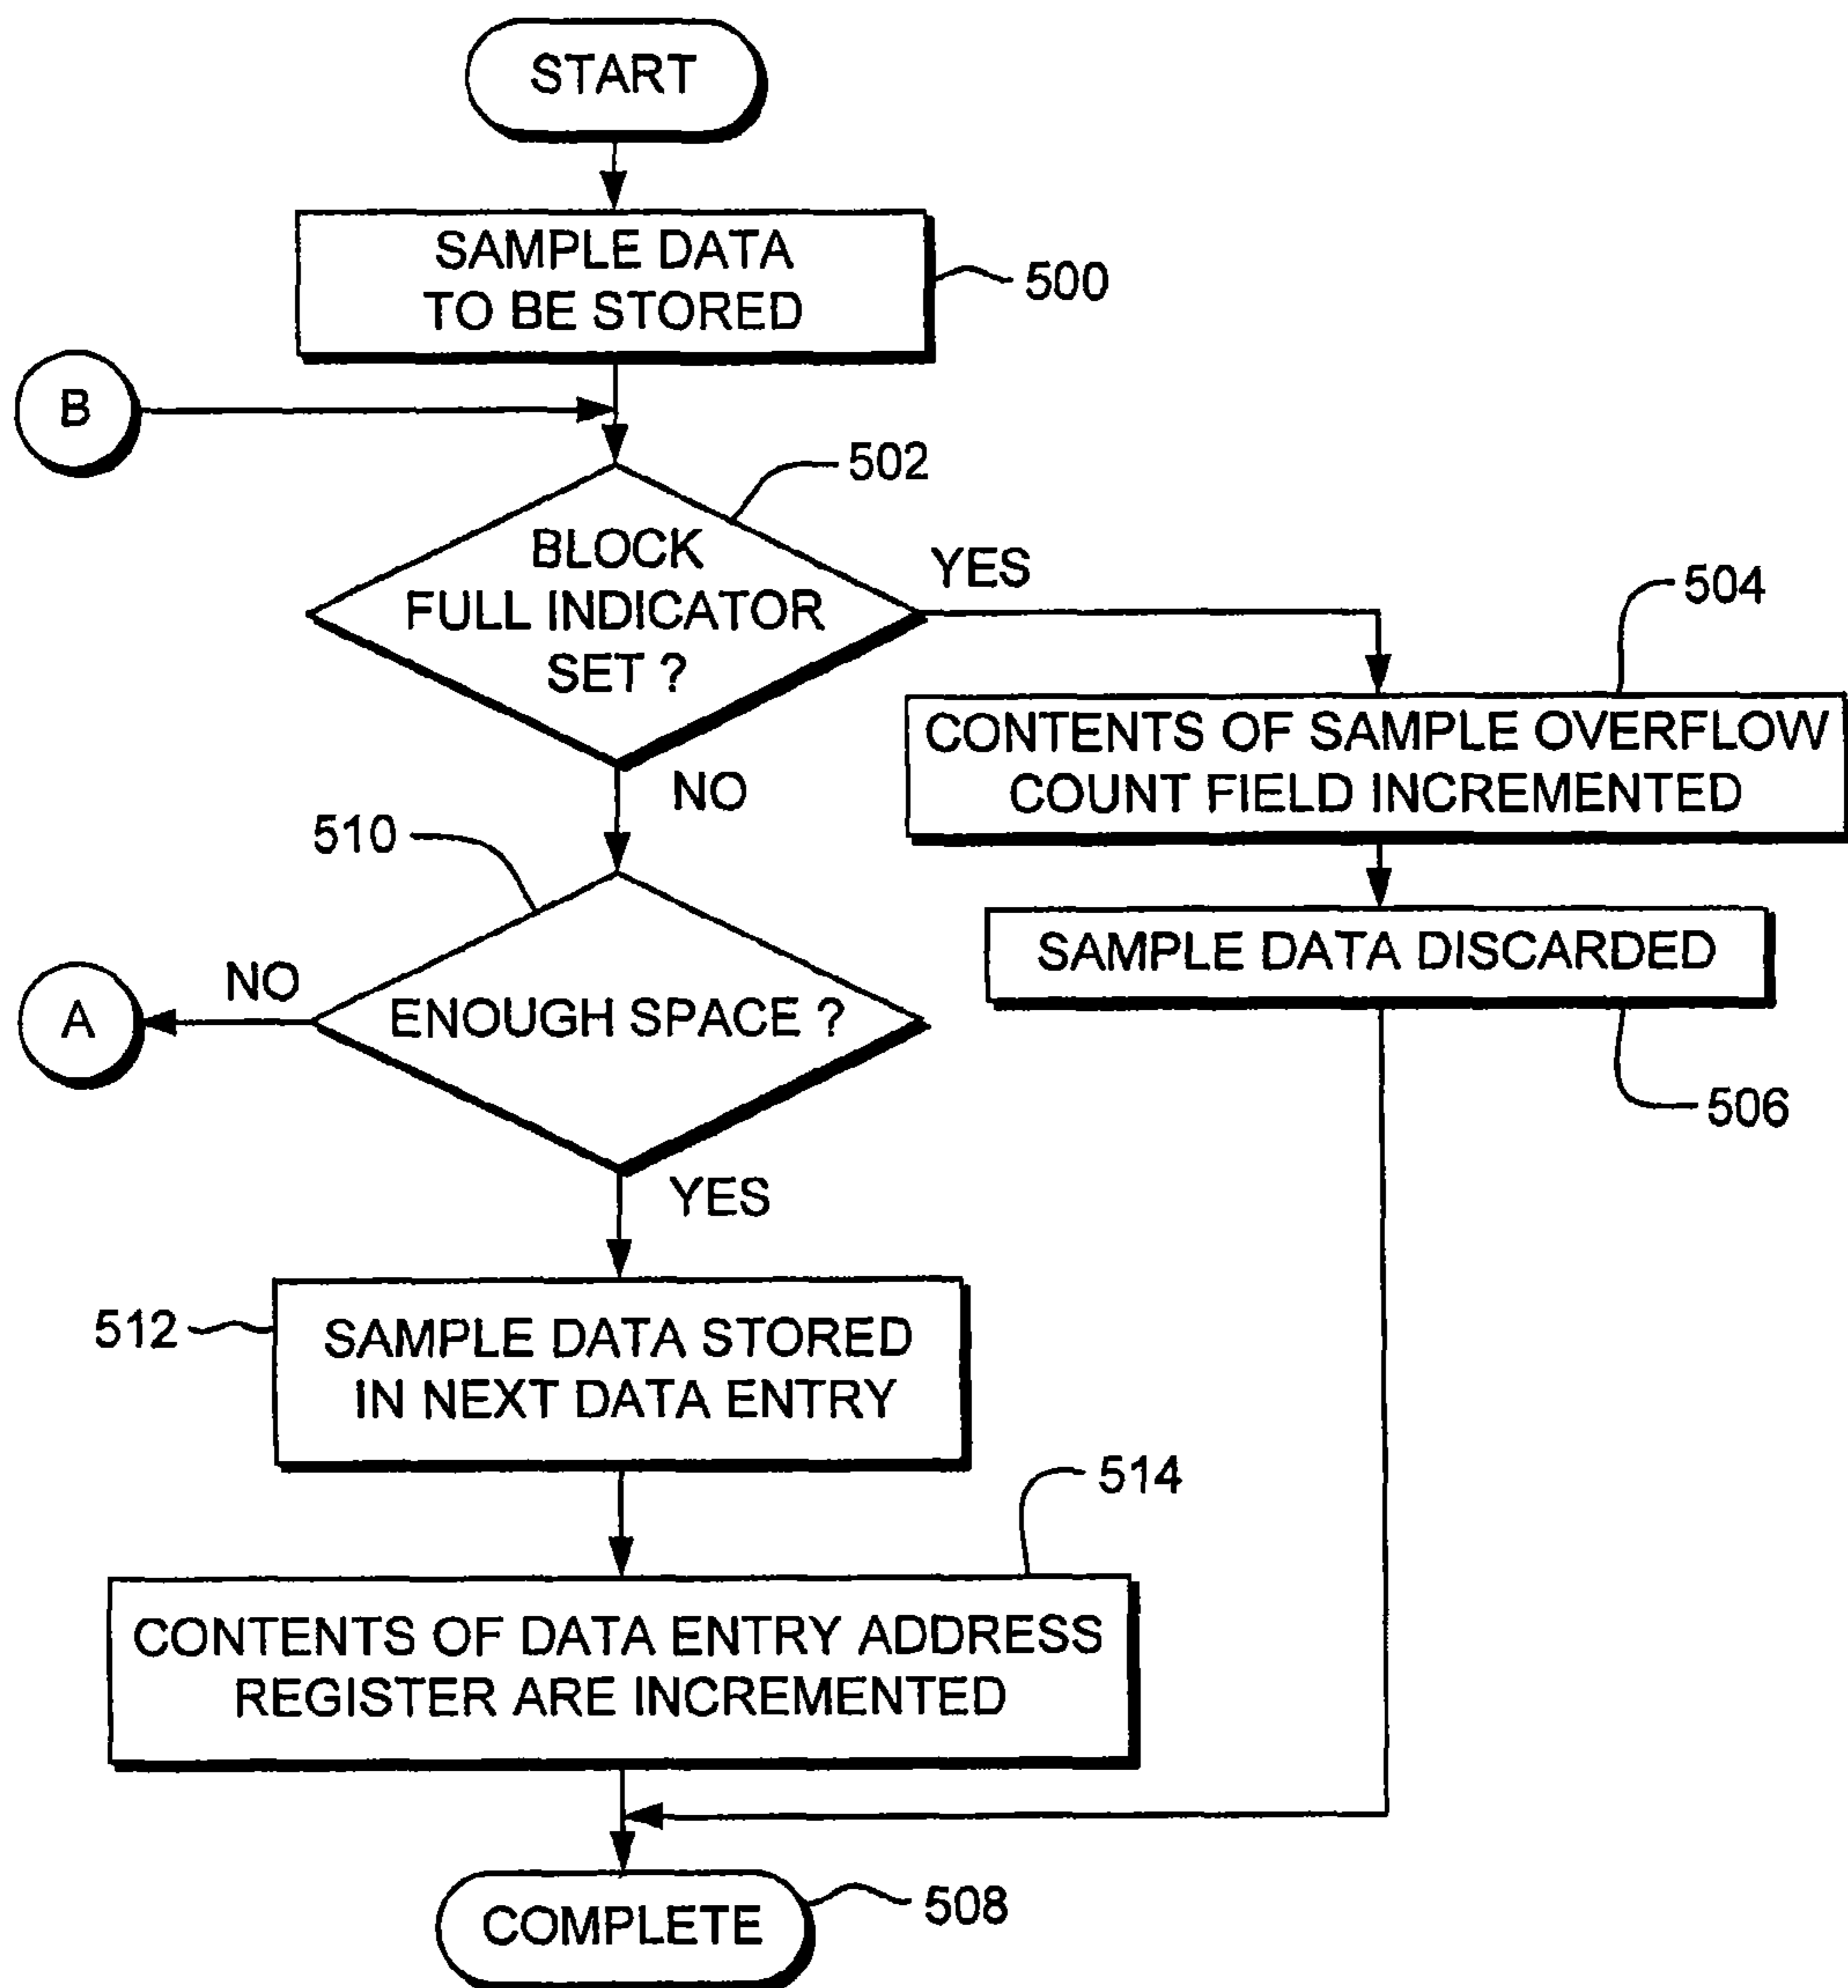 START
SAMPLE DATA
TO BE STORED
500
B
502
BLOCK
FULL INDICATOR
SET ?
YES
504
CONTENTS OF SAMPLE OVERFLOW
COUNT FIELD INCREMENTED
NO
510
SAMPLE DATA DISCARDED
506
NO
A
ENOUGH SPACE ?
YES
512
SAMPLE DATA STORED
IN NEXT DATA ENTRY
514
CONTENTS OF DATA ENTRY ADDRESS
REGISTER ARE INCREMENTED
COMPLETE
508